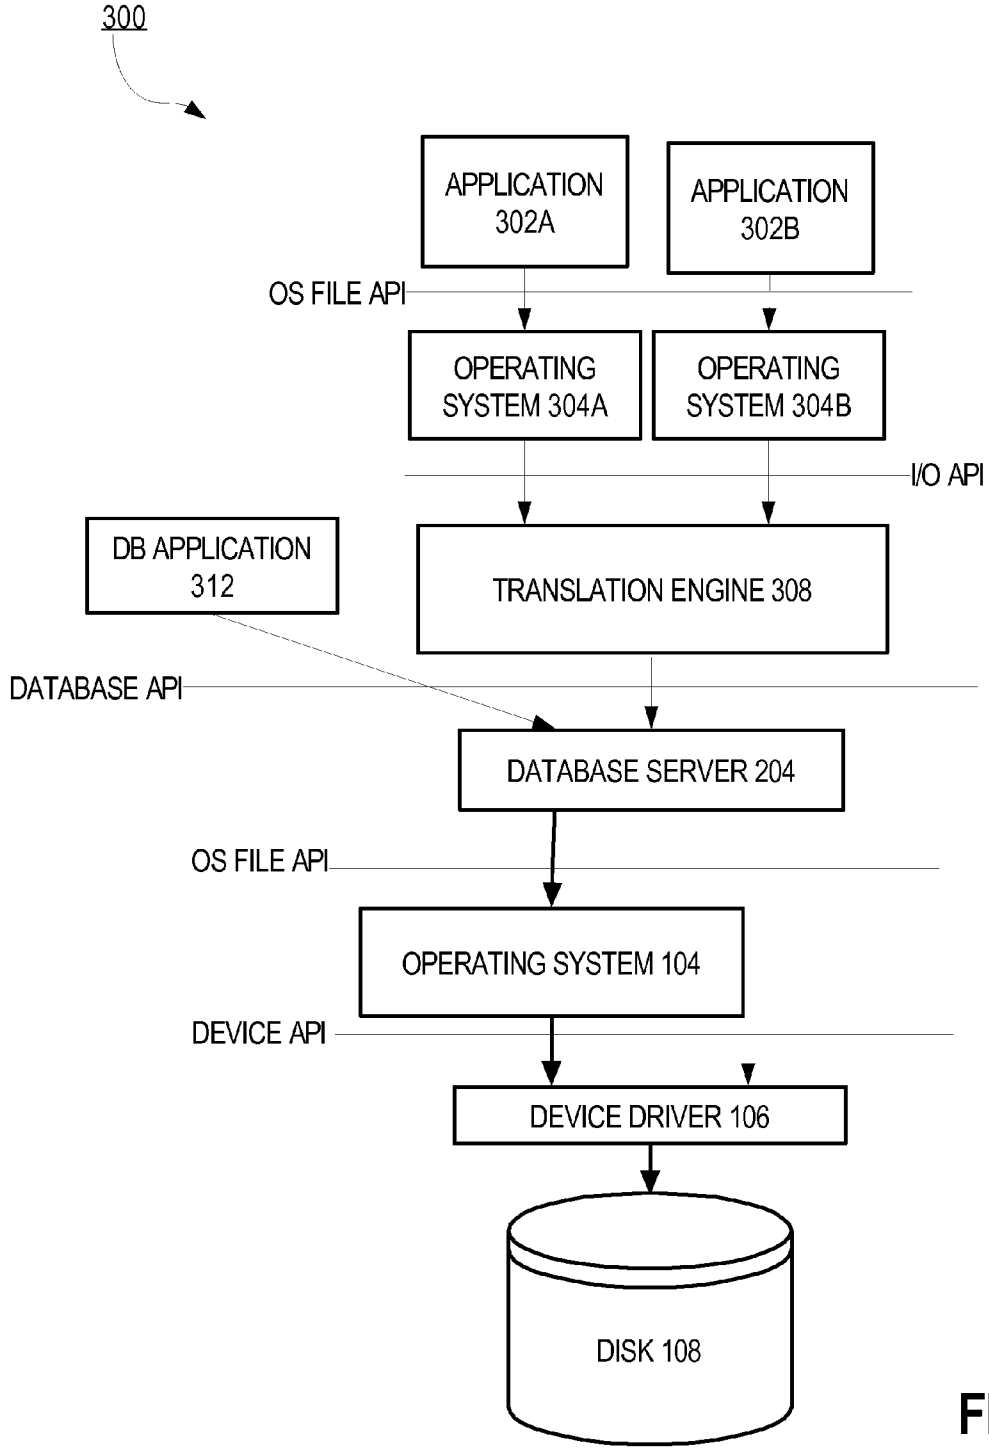 300
APPLICATION
302A
APPLICATION
302B
OS FILE API
OPERATING
SYSTEM 304A
OPERATING
SYSTEM 304B
I/O API
DB APPLICATION
312
TRANSLATION ENGINE 308
DATABASE API
DATABASE SERVER 204
OS FILE API
OPERATING SYSTEM 104
DEVICE API
DEVICE DRIVER 106
DISK 108
F